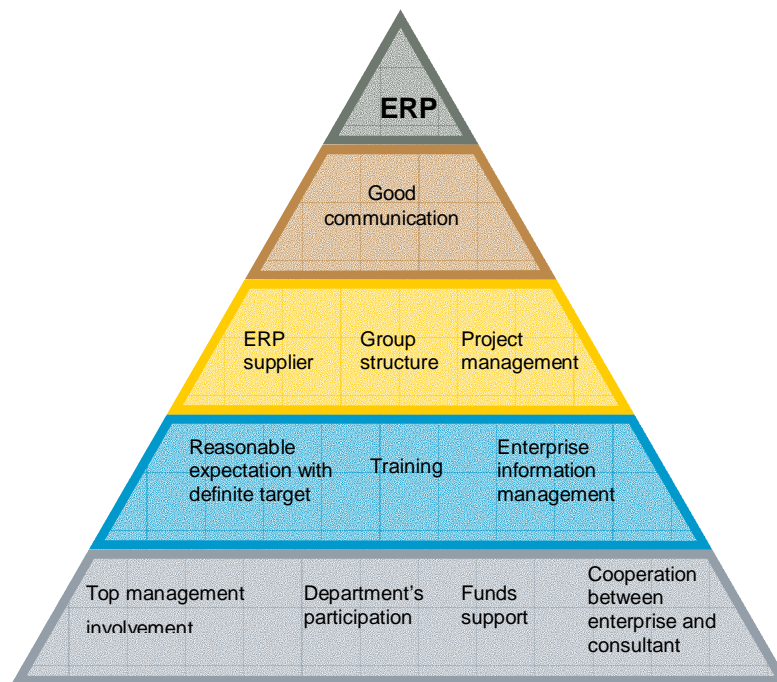 ERP
Good
communication
ERP
supplier
Group
structure
Project
management
Reasonable
expectation with
definite target
Training
Enterprise
information
management
Top management
involvement
Department's
participation
Funds
support
Cooperation
between
enterprise and
consultant